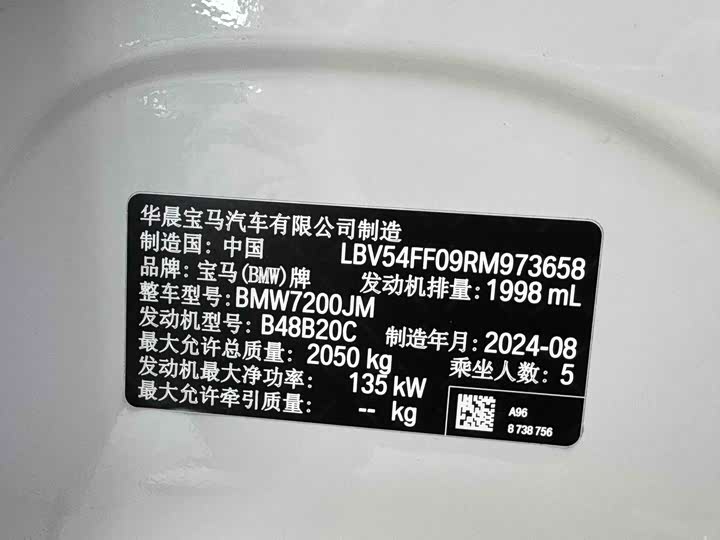 华晨宝马汽车有限公司制造
制造国: 中国 LBV54FF09RM973658
品牌: 宝马(BMW)牌 发动机排量: 1998 mL
整车型号: BMW7200JM
发动机型号: B48B20C 制造年月: 2024-08
最大允许总质量: 2050 kg 乘坐人数: 5
发动机最大净功率: 135 kW
最大允许牵引质量: -- kg
A96
8 738 756